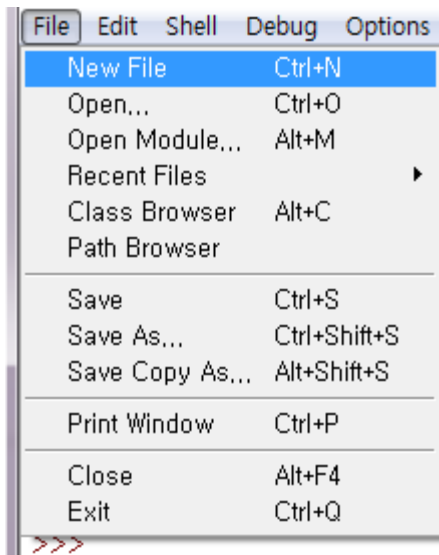 File Edit Shell Debug Options
New File Ctrl+N
Open... Ctrl+O
Open Module... Alt+M
Recent Files
Class Browser Alt+C
Path Browser
Save Ctrl+S
Save As... Ctrl+Shift+S
Save Copy As... Alt+Shift+S
Print Window Ctrl+P
Close Alt+F4
Exit Ctrl+Q
>>>